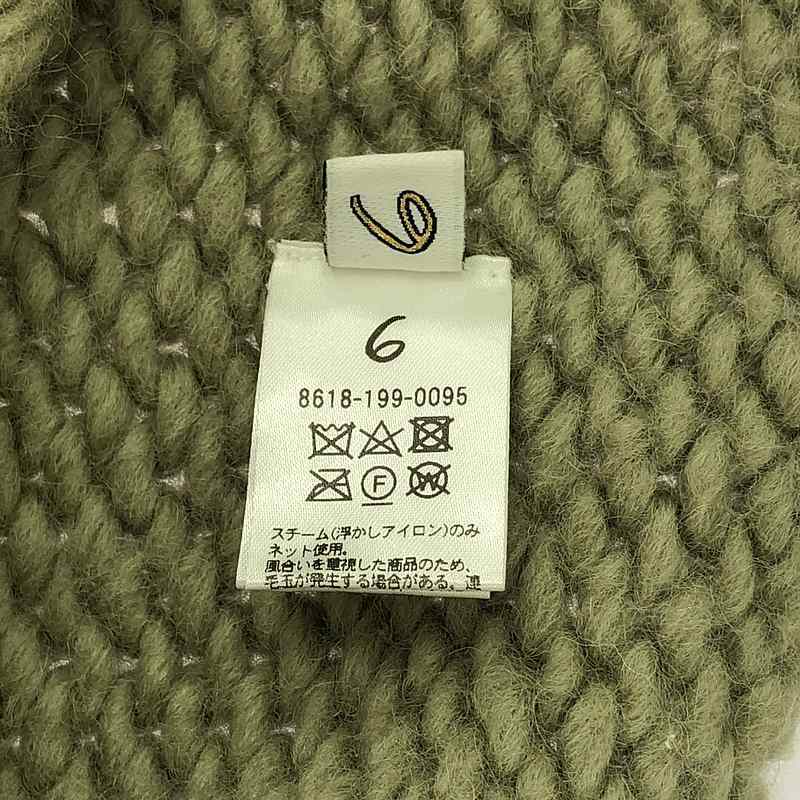 6
6
8618-199-0095
F
W
スチーム(浮かしアイロン)のみ
ネット使用。
風合いを重視した商品のため、
毛玉が発生する場合がある。連